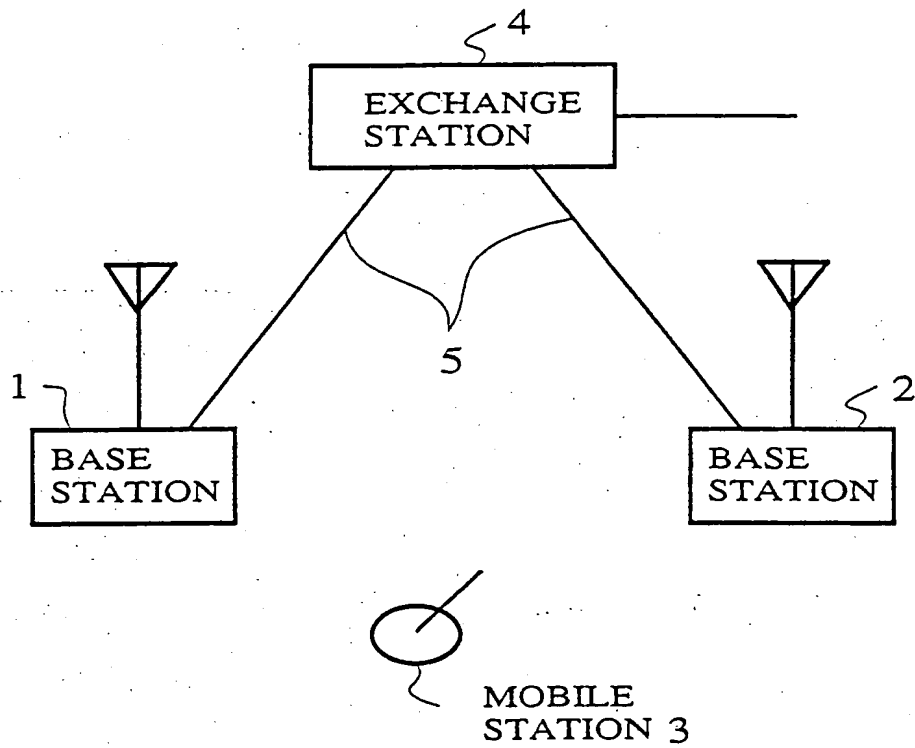 4
EXCHANGE
STATION
5
1
2
BASE
STATION
BASE
STATION
MOBILE
STATION 3